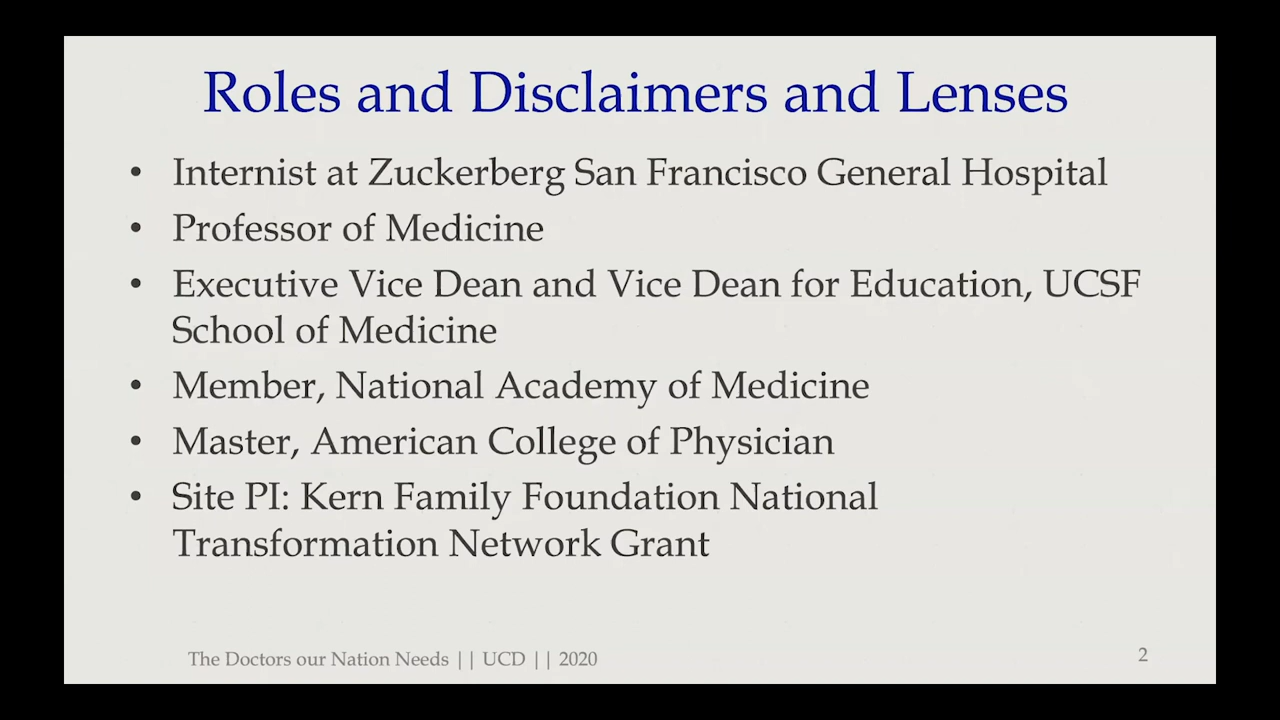 Roles and Disclaimers and Lenses
• Internist at Zuckerberg San Francisco General Hospital
• Professor of Medicine
• Executive Vice Dean and Vice Dean for Education, UCSF
School of Medicine
• Member, National Academy of Medicine
• Master, American College of Physician
• Site PI: Kern Family Foundation National
Transformation Network Grant
The Doctors our Nation Needs || UCD || 2020
2